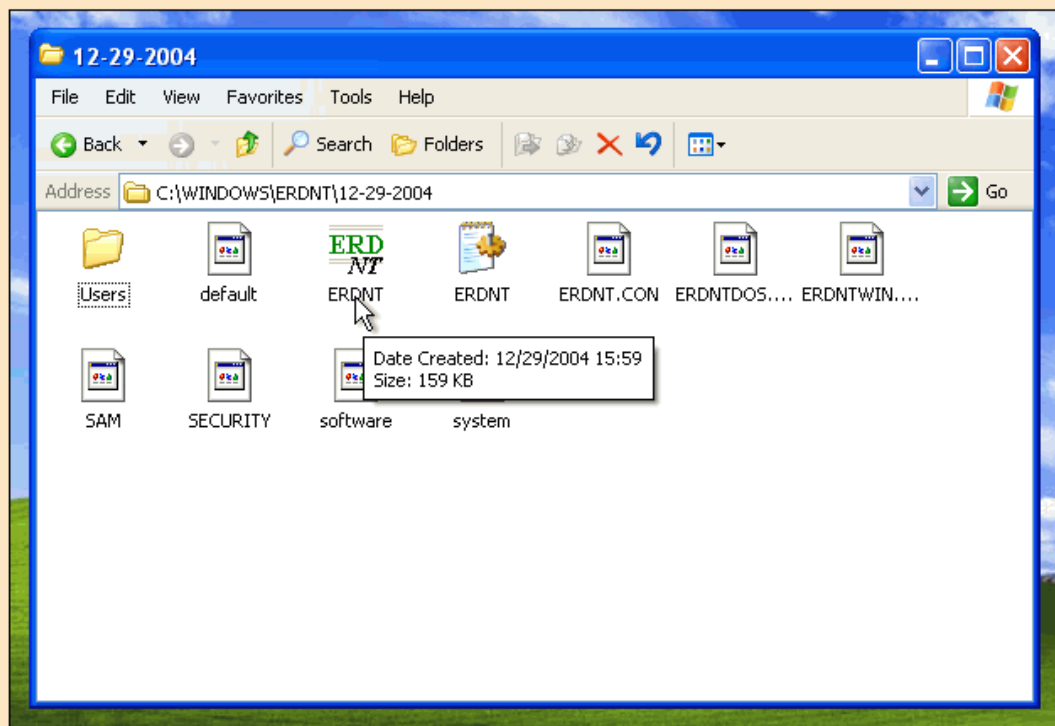 12-29-2004
File Edit View Favorites Tools Help
Back Search Folders
Address C:\WINDOWS\ERDNT\12-29-2004 Go
ERD
NT
Users default ERDNT ERDNT ERDNT.CON ERDNTDOS.... ERDNTWIN....
Date Created: 12/29/2004 15:59
Size: 159 KB
SAM SECURITY software system